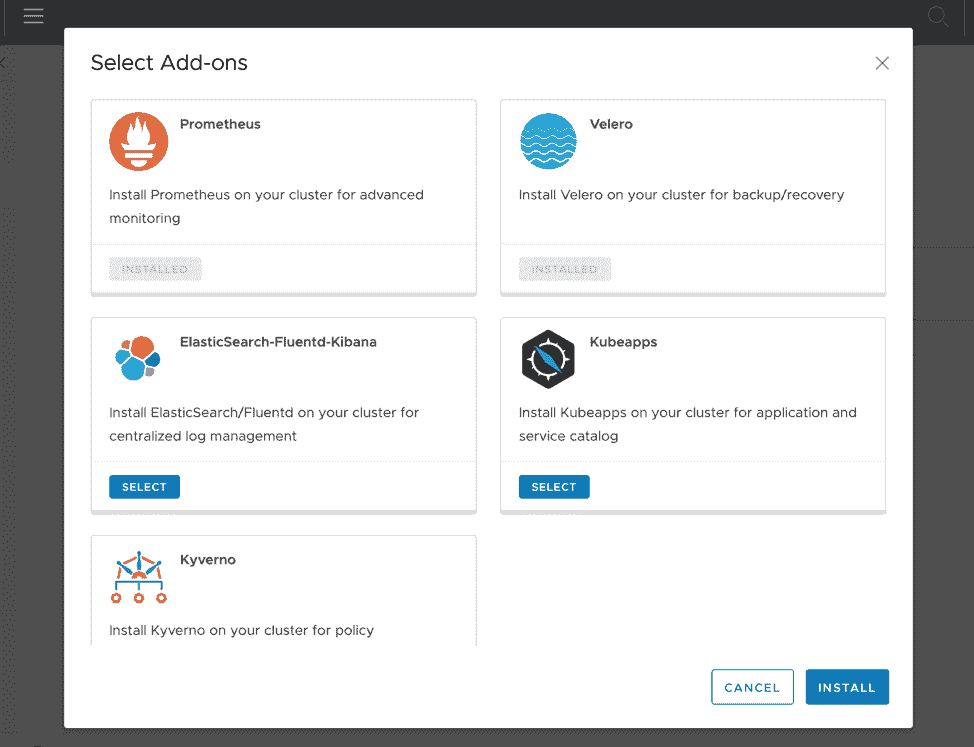 Select Add-ons
Prometheus
Install Prometheus on your cluster for advanced
monitoring
INSTALLED
Velero
Install Velero on your cluster for backup/recovery
INSTALLED
ElasticSearch-Fluentd-Kibana
Install ElasticSearch/Fluentd on your cluster for
centralized log management
SELECT
Kubeapps
Install Kubeapps on your cluster for application and
service catalog
SELECT
Kyverno
Install Kyverno on your cluster for policy
CANCEL
INSTALL